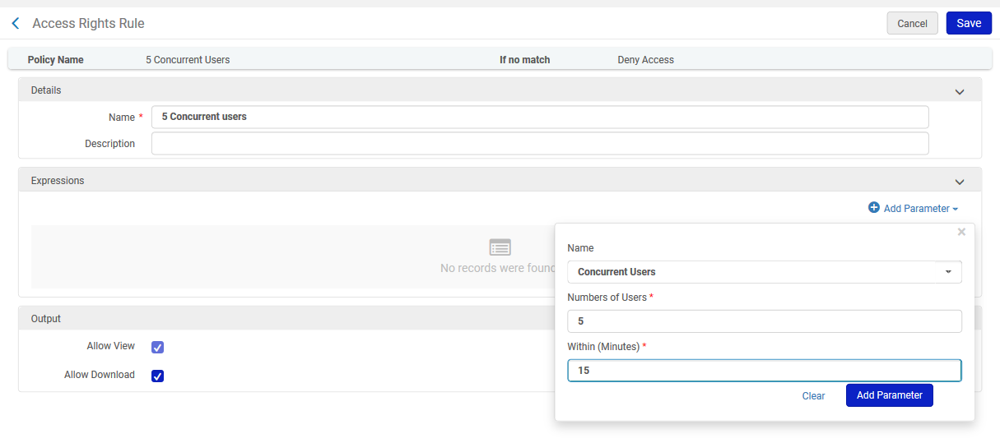 Access Rights Rule
Cancel
Save
Policy Name 5 Concurrent Users If no match Deny Access
Details
Name * 5 Concurrent users
Description
Expressions
Add Parameter
No records were found
Name
Concurrent Users
Numbers of Users *
5
Within (Minutes) *
15
Clear
Add Parameter
Output
Allow View
Allow Download